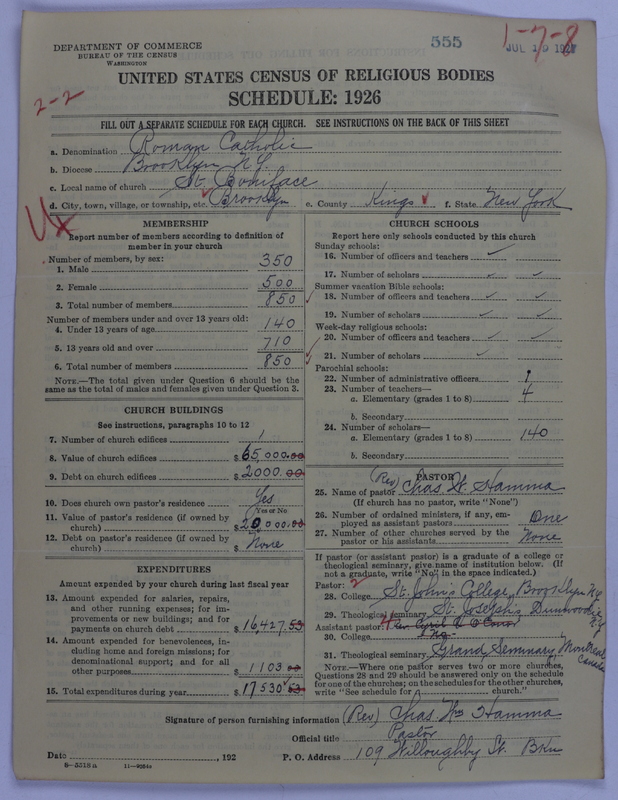 DEPARTMENT OF COMMERCE
BUREAU OF THE CENSUS
WASHINGTON
555
JUL 19 1927
1-7-8
2-2
UNITED STATES CENSUS OF RELIGIOUS BODIES
SCHEDULE: 1926
FILL OUT A SEPARATE SCHEDULE FOR EACH CHURCH. SEE INSTRUCTIONS ON THE BACK OF THIS SHEET
a. Denomination Roman Catholic
b. Diocese Brooklyn N.Y.
c. Local name of church St. Boniface
d. City, town, village, or township, etc. Brooklyn e. County Kings f. State New York
MEMBERSHIP
Report number of members according to definition of
member in your church
Number of members, by sex:
1. Male 350
2. Female 500
3. Total number of members 850
Number of members under and over 13 years old:
4. Under 13 years of age 140
5. 13 years old and over 710
6. Total number of members 850
NOTE.—The total given under Question 6 should be the
same as the total of males and females given under Question 3.
CHURCH BUILDINGS
See instructions, paragraphs 10 to 12
7. Number of church edifices 1
8. Value of church edifices $65,000.00
9. Debt on church edifices $2000.00
10. Does church own pastor's residence Yes
Yes or No
11. Value of pastor's residence (if owned by
church) $20,000.00
12. Debt on pastor's residence (if owned by
church) $ None
EXPENDITURES
Amount expended by your church during last fiscal year
13. Amount expended for salaries, repairs,
and other running expenses; for im-
provements or new buildings; and for
payments on church debt $16,427.53
14. Amount expended for benevolences, in-
cluding home and foreign missions; for
denominational support; and for all
other purposes $1103
15. Total expenditures during year $17530 53
CHURCH SCHOOLS
Report here only schools conducted by this church
Sunday schools:
16. Number of officers and teachers
17. Number of scholars
Summer vacation Bible schools:
18. Number of officers and teachers
19. Number of scholars
Week-day religious schools:
20. Number of officers and teachers
21. Number of scholars
Parochial schools:
22. Number of administrative officers 1
23. Number of teachers—
a. Elementary (grades 1 to 8) 4
b. Secondary
24. Number of scholars—
a. Elementary (grades 1 to 8) 140
b. Secondary
PASTOR
25. Name of pastor (Rev) Chas. W. Hamma
(If church has no pastor, write "None")
26. Number of ordained ministers, if any, em-
ployed as assistant pastors One
27. Number of other churches served by the
pastor or his assistants None
If pastor (or assistant pastor) is a graduate of a college or
theological seminary, give name of institution below. (If
not a graduate, write "No" in the space indicated.)
Pastor: 2
28. College St. John's College, Brooklyn N.Y.
29. Theological seminary St. Joseph's Dunwoodie N.Y.
Assistant pastor: 4 Rev. Cyril
30. College No
31. Theological seminary Grand Seminary Montreal Canada
NOTE.—Where one pastor serves two or more churches,
Questions 28 and 29 should be answered only on the schedule
for one of the churches; on the schedules for the other churches,
write "See schedule for church."
Signature of person furnishing information (Rev) Chas. Wm Hamma
Official title Pastor
Date , 192 P. O. Address 109 Willoughby St. Bkn
8-3318 a 11-9254a